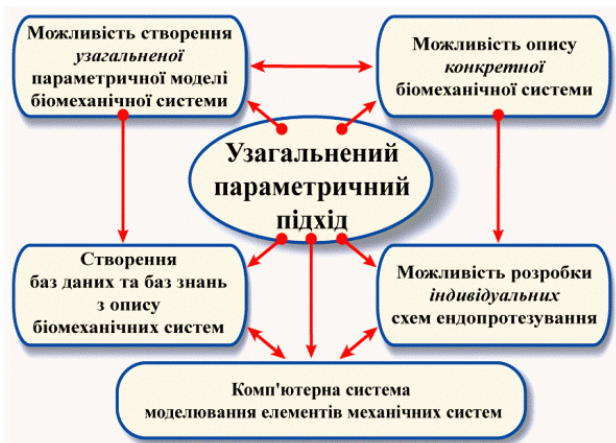 Можливість створення
узагальненої
параметричної моделі
біомеханічної системи
Можливість опису
конкретної
біомеханічної системи
Узагальнений
параметричний
підхід
Створення
баз даних та баз знань
з опису
біомеханічних систем
Можливість розробки
індивідуальних
схем ендопротезування
Комп'ютерна система
моделювання елементів механічних систем